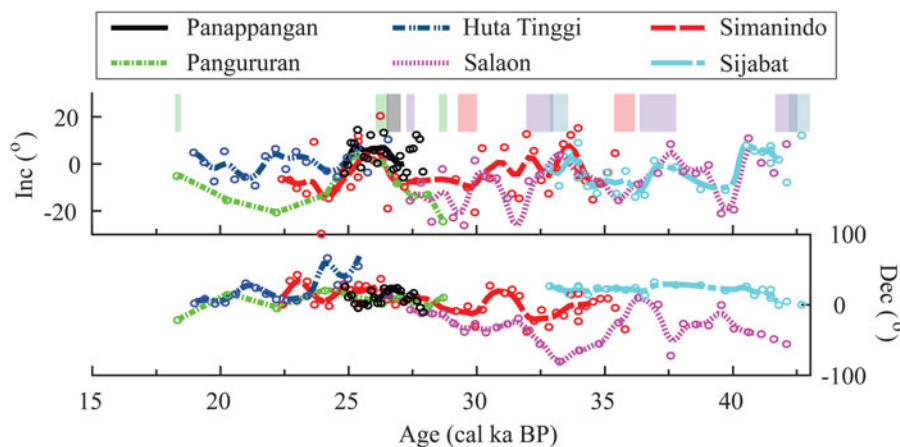 Panappangan Huta Tinggi Simanindo
Pangururan Salaon Sijabat
20
0
-20
Inc (°)
100
0
-100
Dec (°)
15 20 25 30 35 40
Age (cal ka BP)